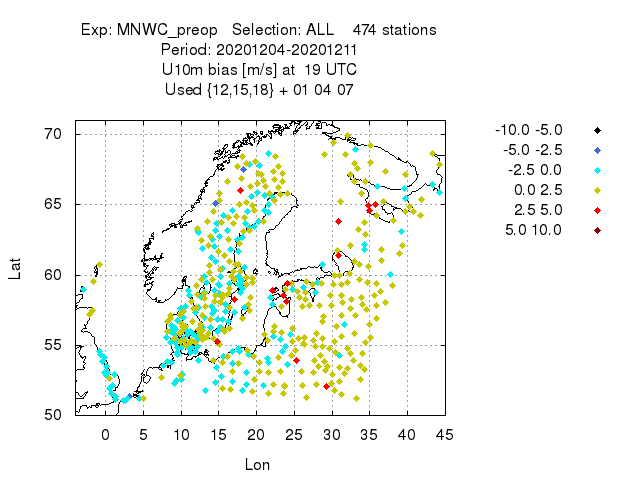 Exp: MNWC_preop   Selection: ALL    474 stations
Period: 20201204-20201211
U10m bias [m/s] at  19 UTC
Used {12,15,18} + 01 04 07
-10.0 -5.0
-5.0 -2.5
-2.5 0.0
0.0 2.5
2.5 5.0
5.0 10.0
70
65
60
55
50
Lat
0 5 10 15 20 25 30 35 40 45
Lon